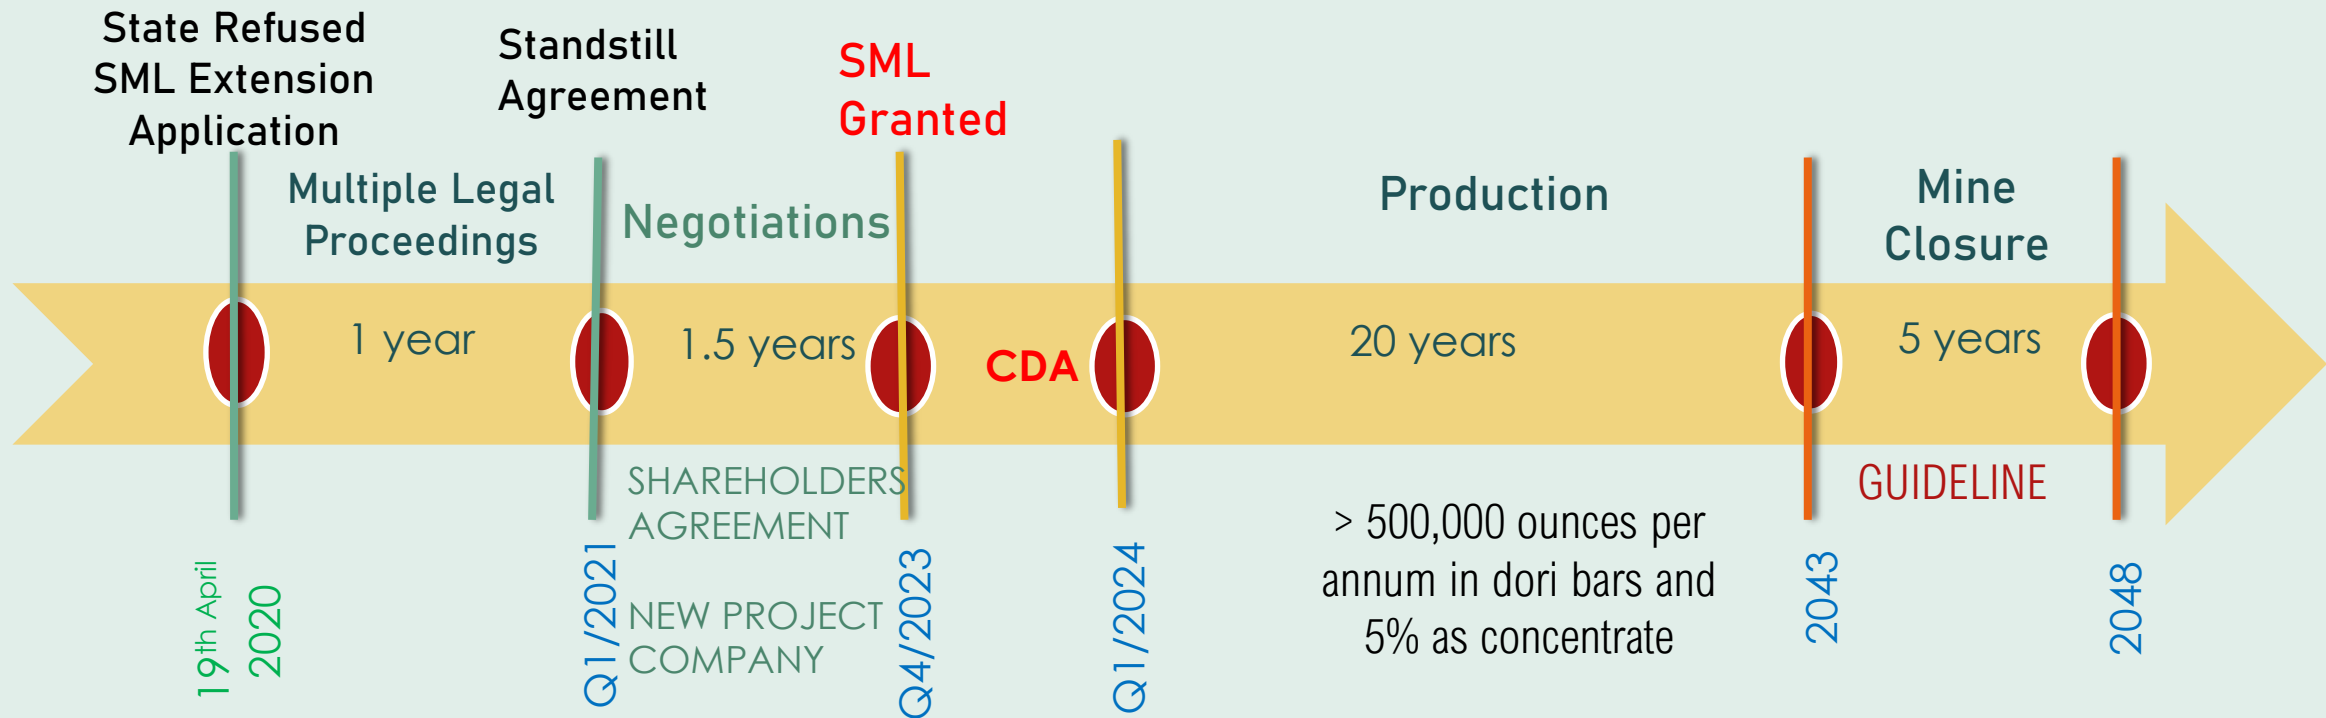 State Refused
SML Extension
Application
Standstill
Agreement
SML
Granted
Multiple Legal
Proceedings
Negotiations
Production
Mine
Closure
1 year
1.5 years
CDA
20 years
5 years
SHAREHOLDERS
AGREEMENT
NEW PROJECT
COMPANY
> 500,000 ounces per
annum in dori bars and
5% as concentrate
GUIDELINE
19th April
2020
Q1/2021
Q4/2023
Q1/2024
2043
2048